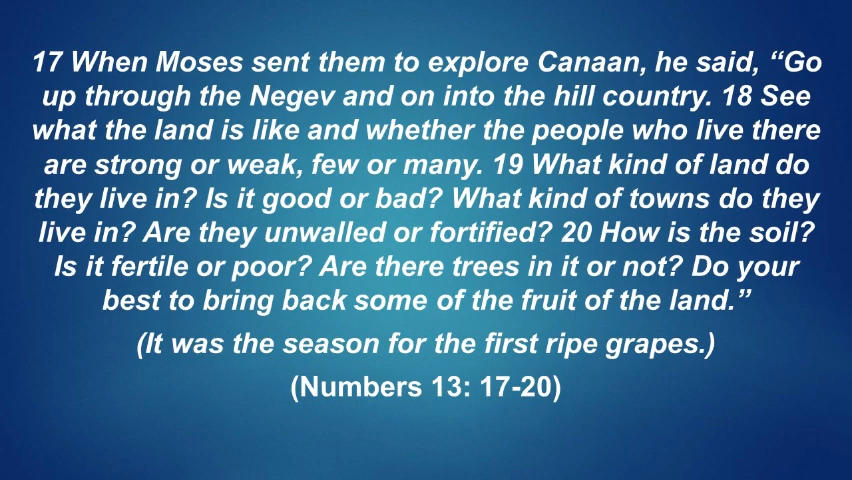 17 When Moses sent them to explore Canaan, he said, “Go
up through the Negev and on into the hill country. 18 See
what the land is like and whether the people who live there
are strong or weak, few or many. 19 What kind of land do
they live in? Is it good or bad? What kind of towns do they
live in? Are they unwalled or fortified? 20 How is the soil?
Is it fertile or poor? Are there trees in it or not? Do your
best to bring back some of the fruit of the land.”
(It was the season for the first ripe grapes.)
(Numbers 13: 17-20)